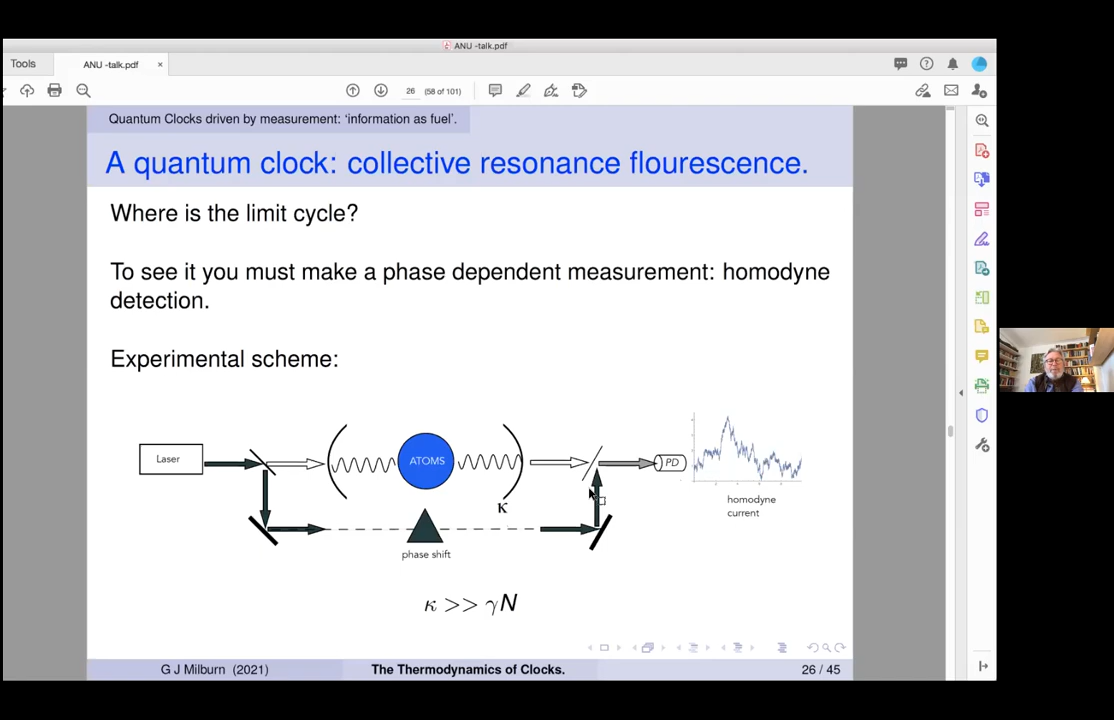 ANU -talk.pdf
Tools
ANU -talk.pdf ×
26 (58 of 101)
Quantum Clocks driven by measurement: ‘information as fuel’.
A quantum clock: collective resonance flourescence.
Where is the limit cycle?
To see it you must make a phase dependent measurement: homodyne
detection.
Experimental scheme:
Laser
ATOMS
PD
κ
homodyne
current
phase shift
κ >> γN
G J Milburn (2021)
The Thermodynamics of Clocks.
26 / 45